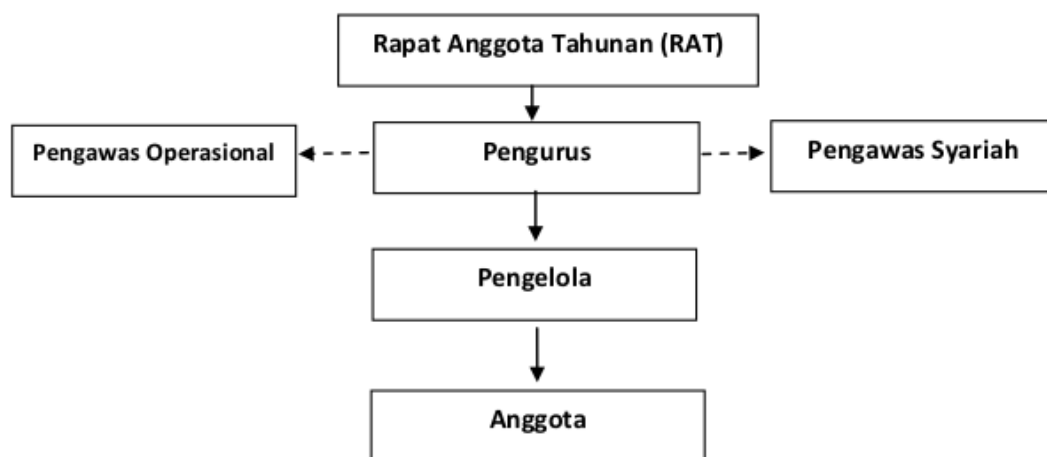 Rapat Anggota Tahunan (RAT)
Pengawas Operasional
Pengurus
Pengawas Syariah
Pengelola
Anggota